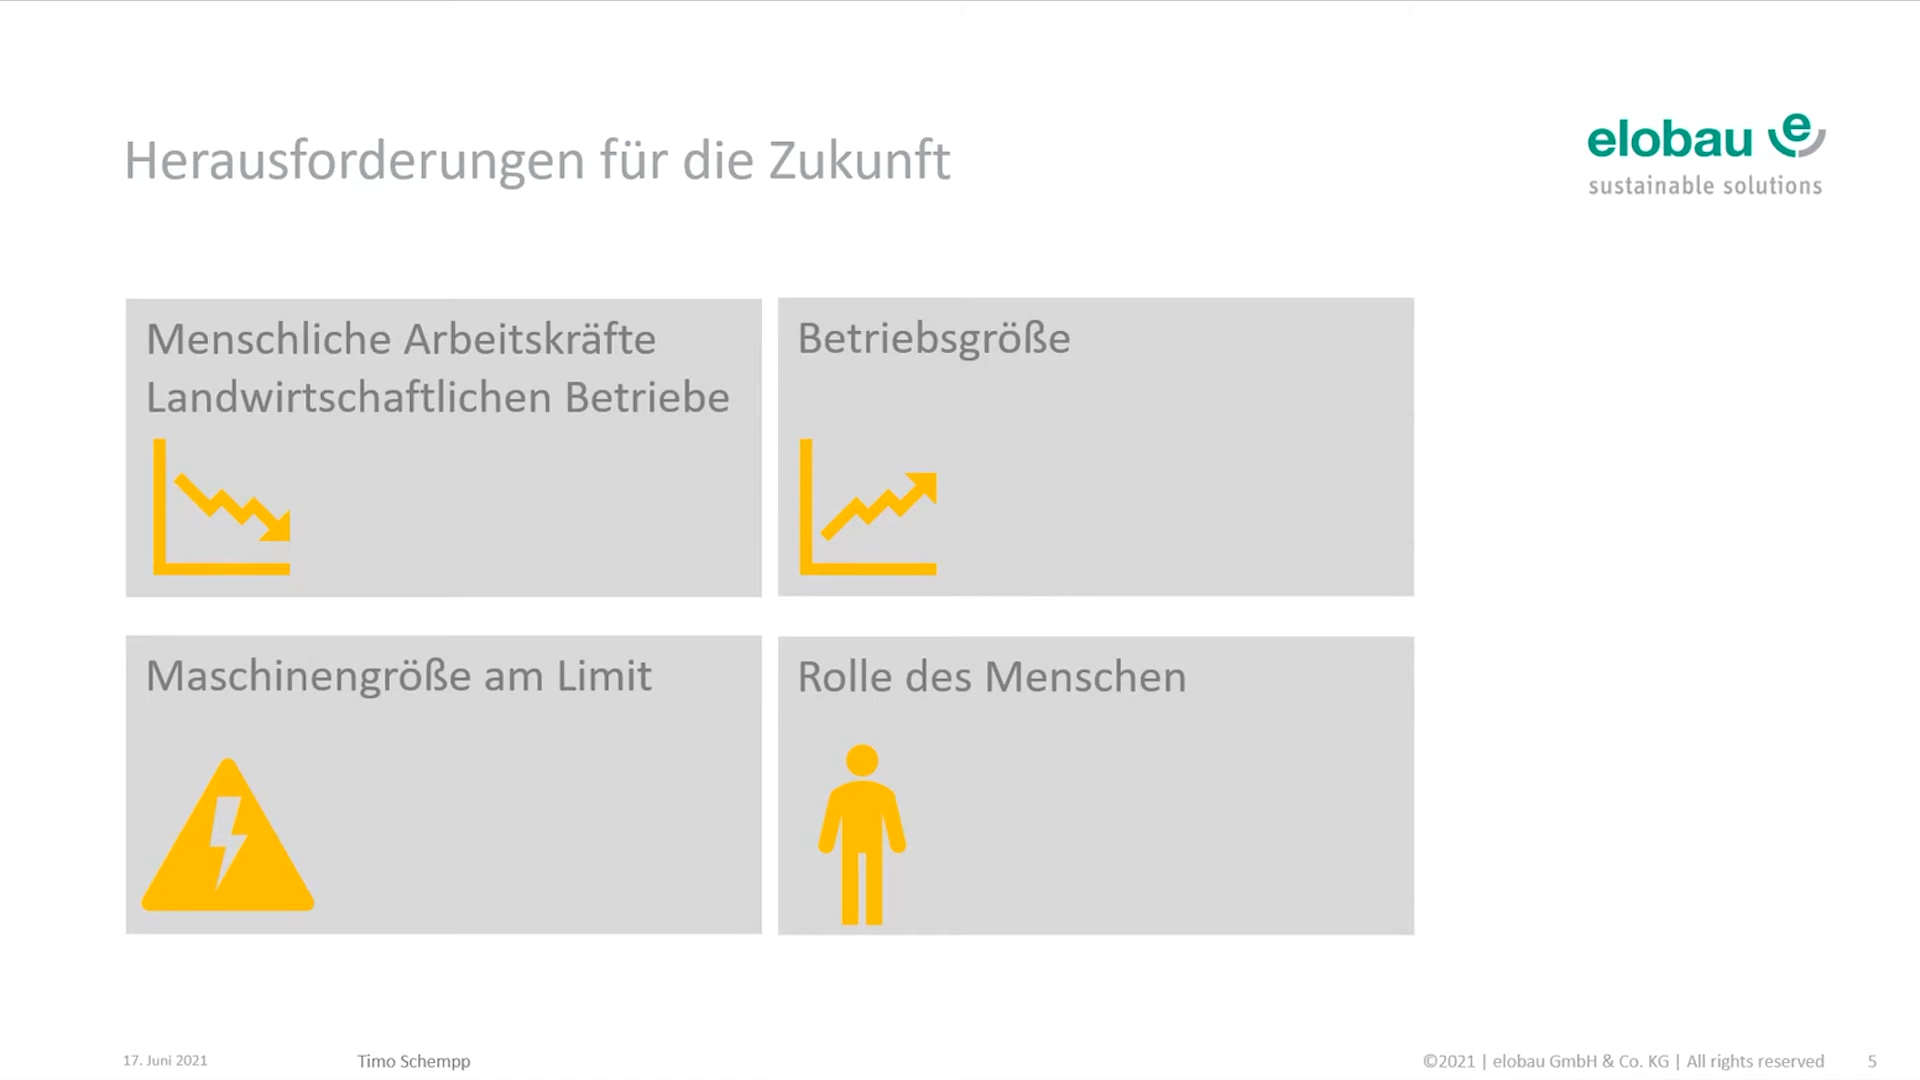 Herausforderungen für die Zukunft
elobau e
sustainable solutions
Menschliche Arbeitskräfte
Landwirtschaftlichen Betriebe
Betriebsgröße
Maschinengröße am Limit
Rolle des Menschen
17. Juni 2021
Timo Schempp
©2021 | elobau GmbH & Co. KG | All rights reserved
5